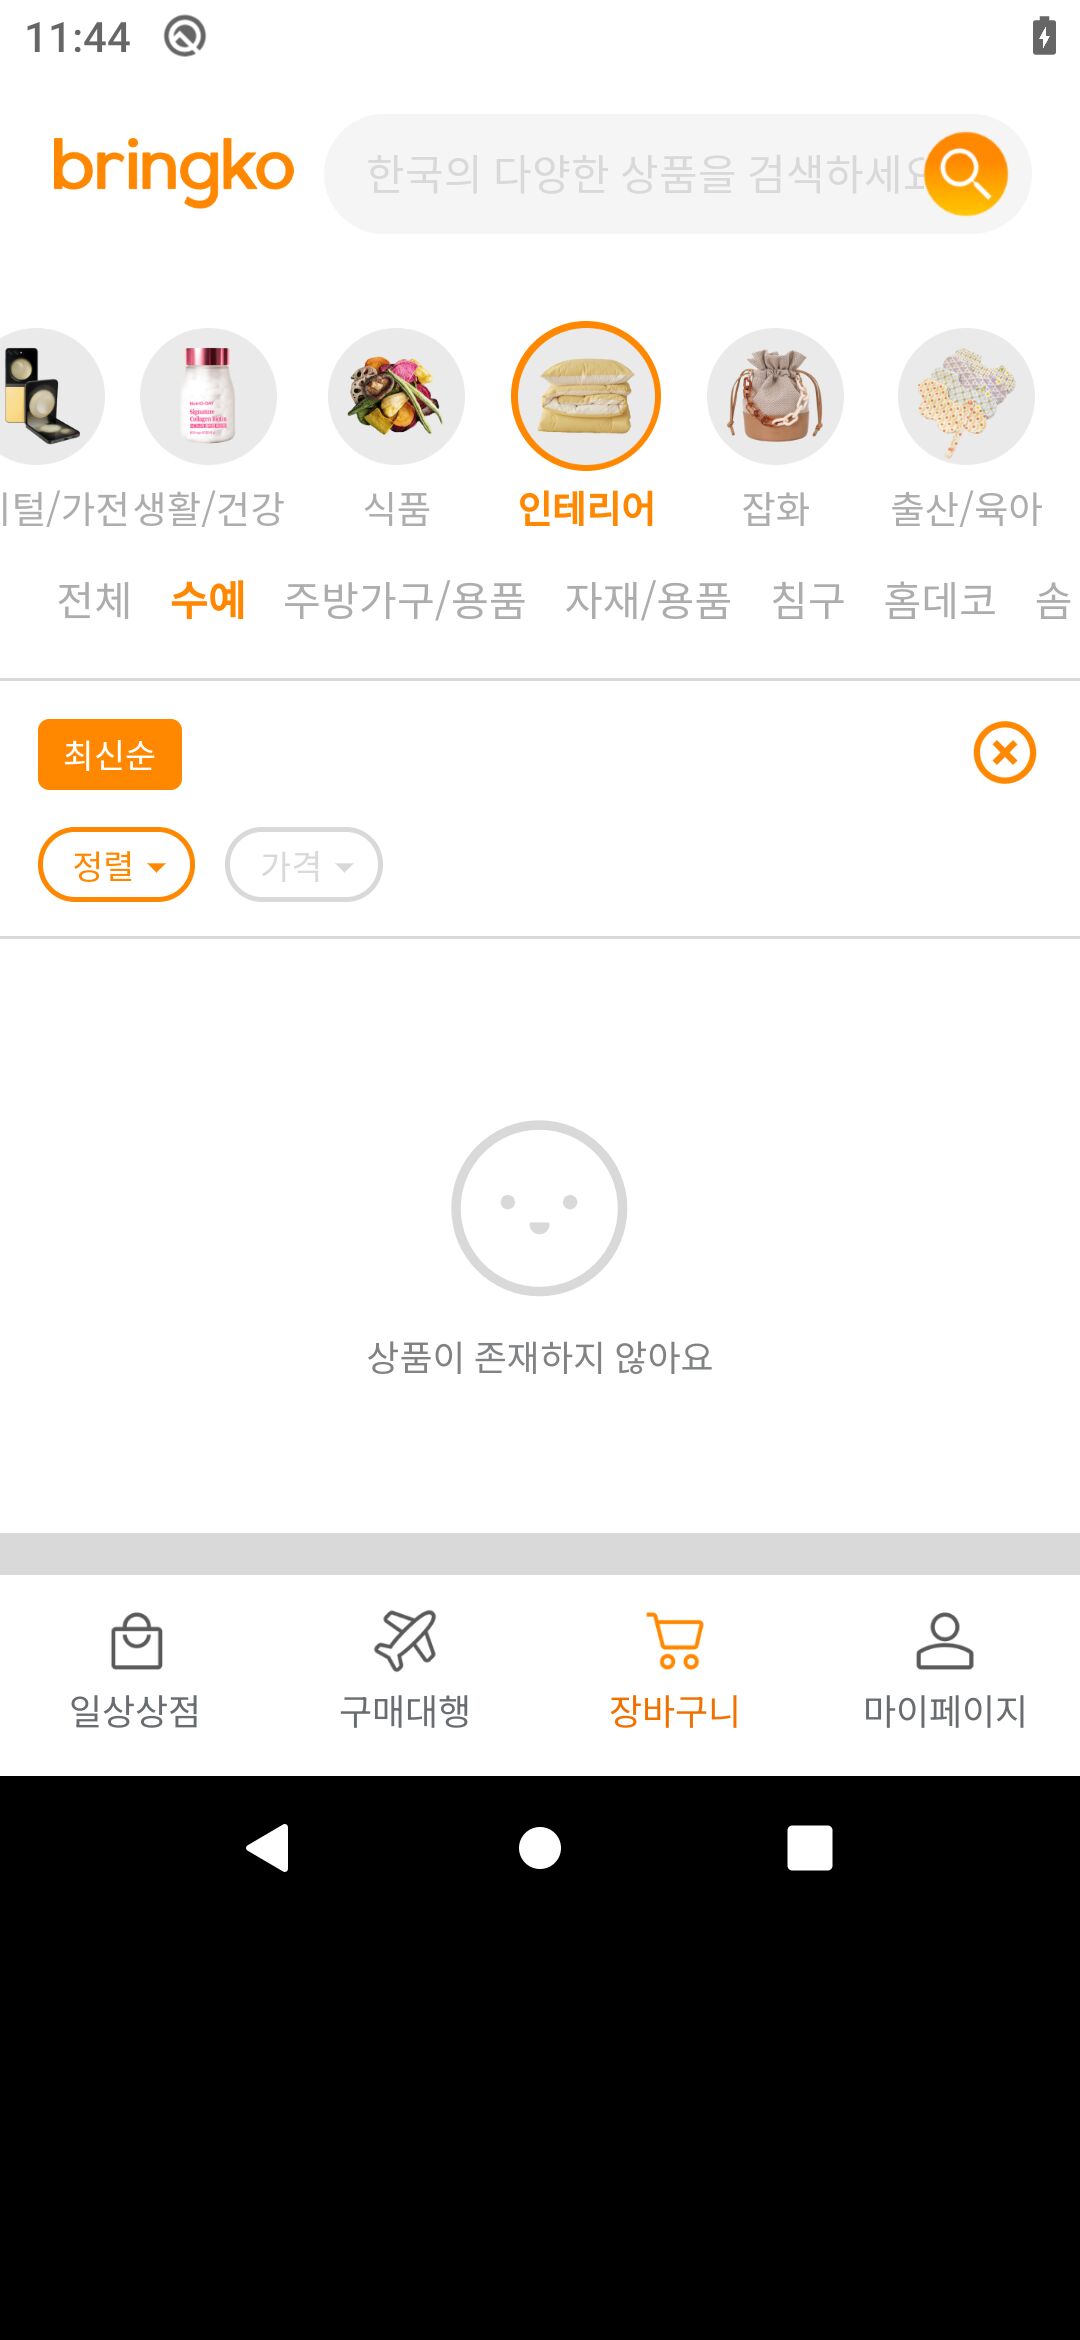 11:44
bringko
한국의 다양한 상품을 검색하세요
털/가전 생활/건강 식품 인테리어 잡화 출산/육아
전체 수예 주방가구/용품 자재/용품 침구 홈데코 솜
최신순
정렬 가격
상품이 존재하지 않아요
일상상점 구매대행 장바구니 마이페이지